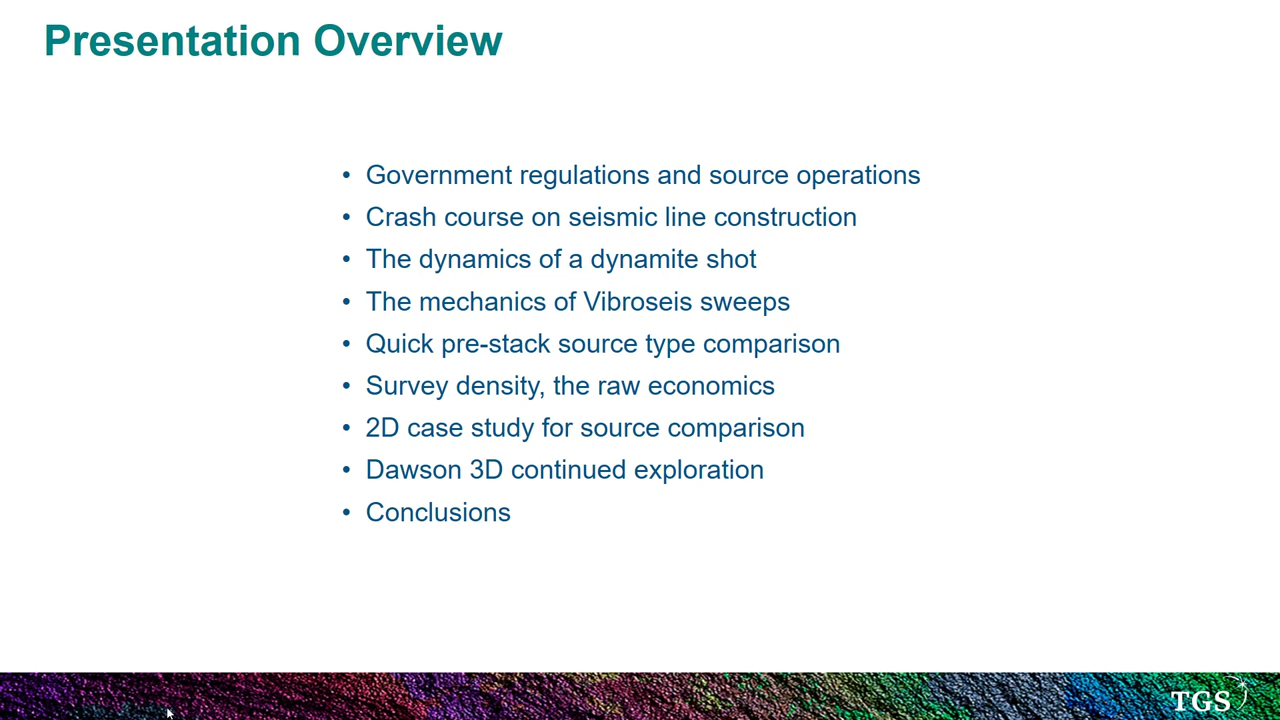 Presentation Overview
• Government regulations and source operations
• Crash course on seismic line construction
• The dynamics of a dynamite shot
• The mechanics of Vibroseis sweeps
• Quick pre-stack source type comparison
• Survey density, the raw economics
• 2D case study for source comparison
• Dawson 3D continued exploration
• Conclusions
TGS